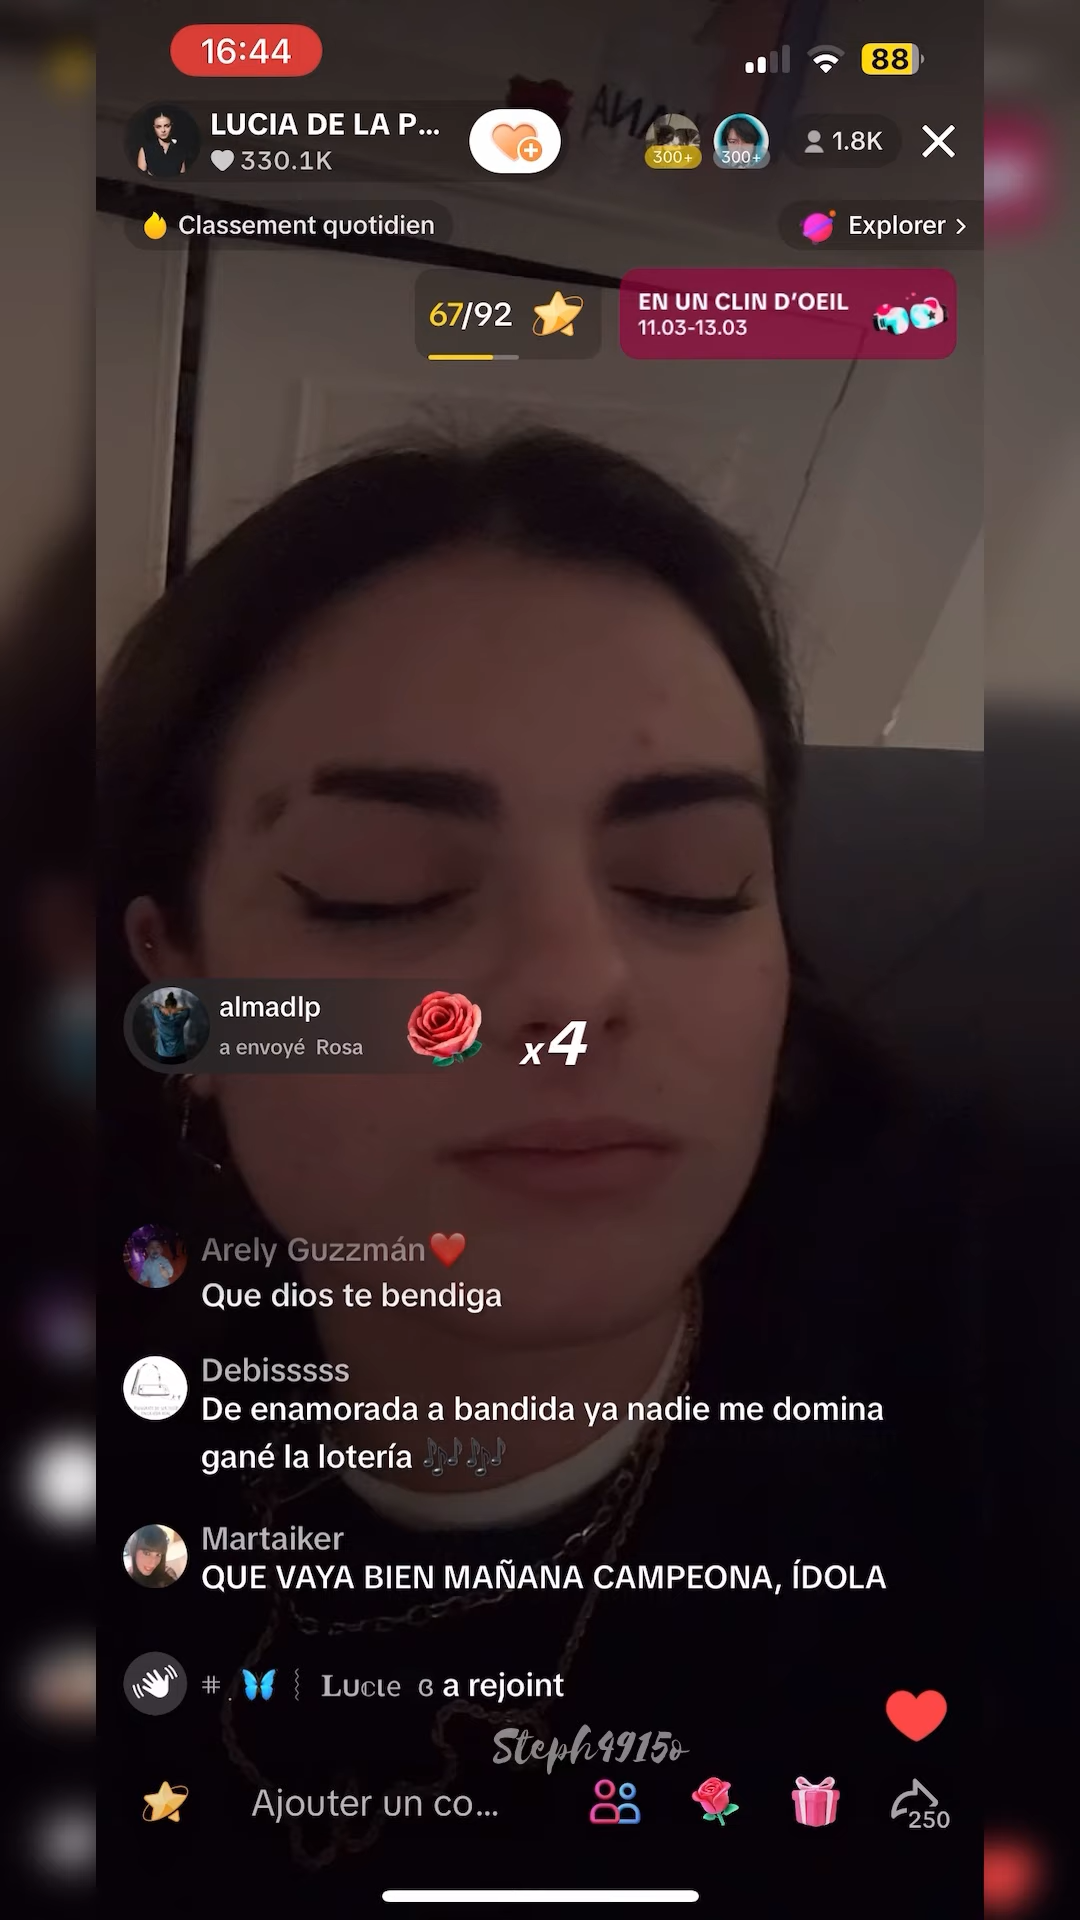 16:44
88
LUCIA DE LA P...
330.1K
300+
300+
1.8K
Classement quotidien
Explorer >
67/92
EN UN CLIN D'OEIL
11.03-13.03
almadlp
a envoyé Rosa
x4
Arely Guzzmán❤️
Que dios te bendiga
Debisssss
De enamorada a bandida ya nadie me domina
gané la lotería 🎶🎶
Martaiker
QUE VAYA BIEN MAÑANA CAMPEONA, ÍDOLA
a rejoint
Steph4915o
Ajouter un co...
250